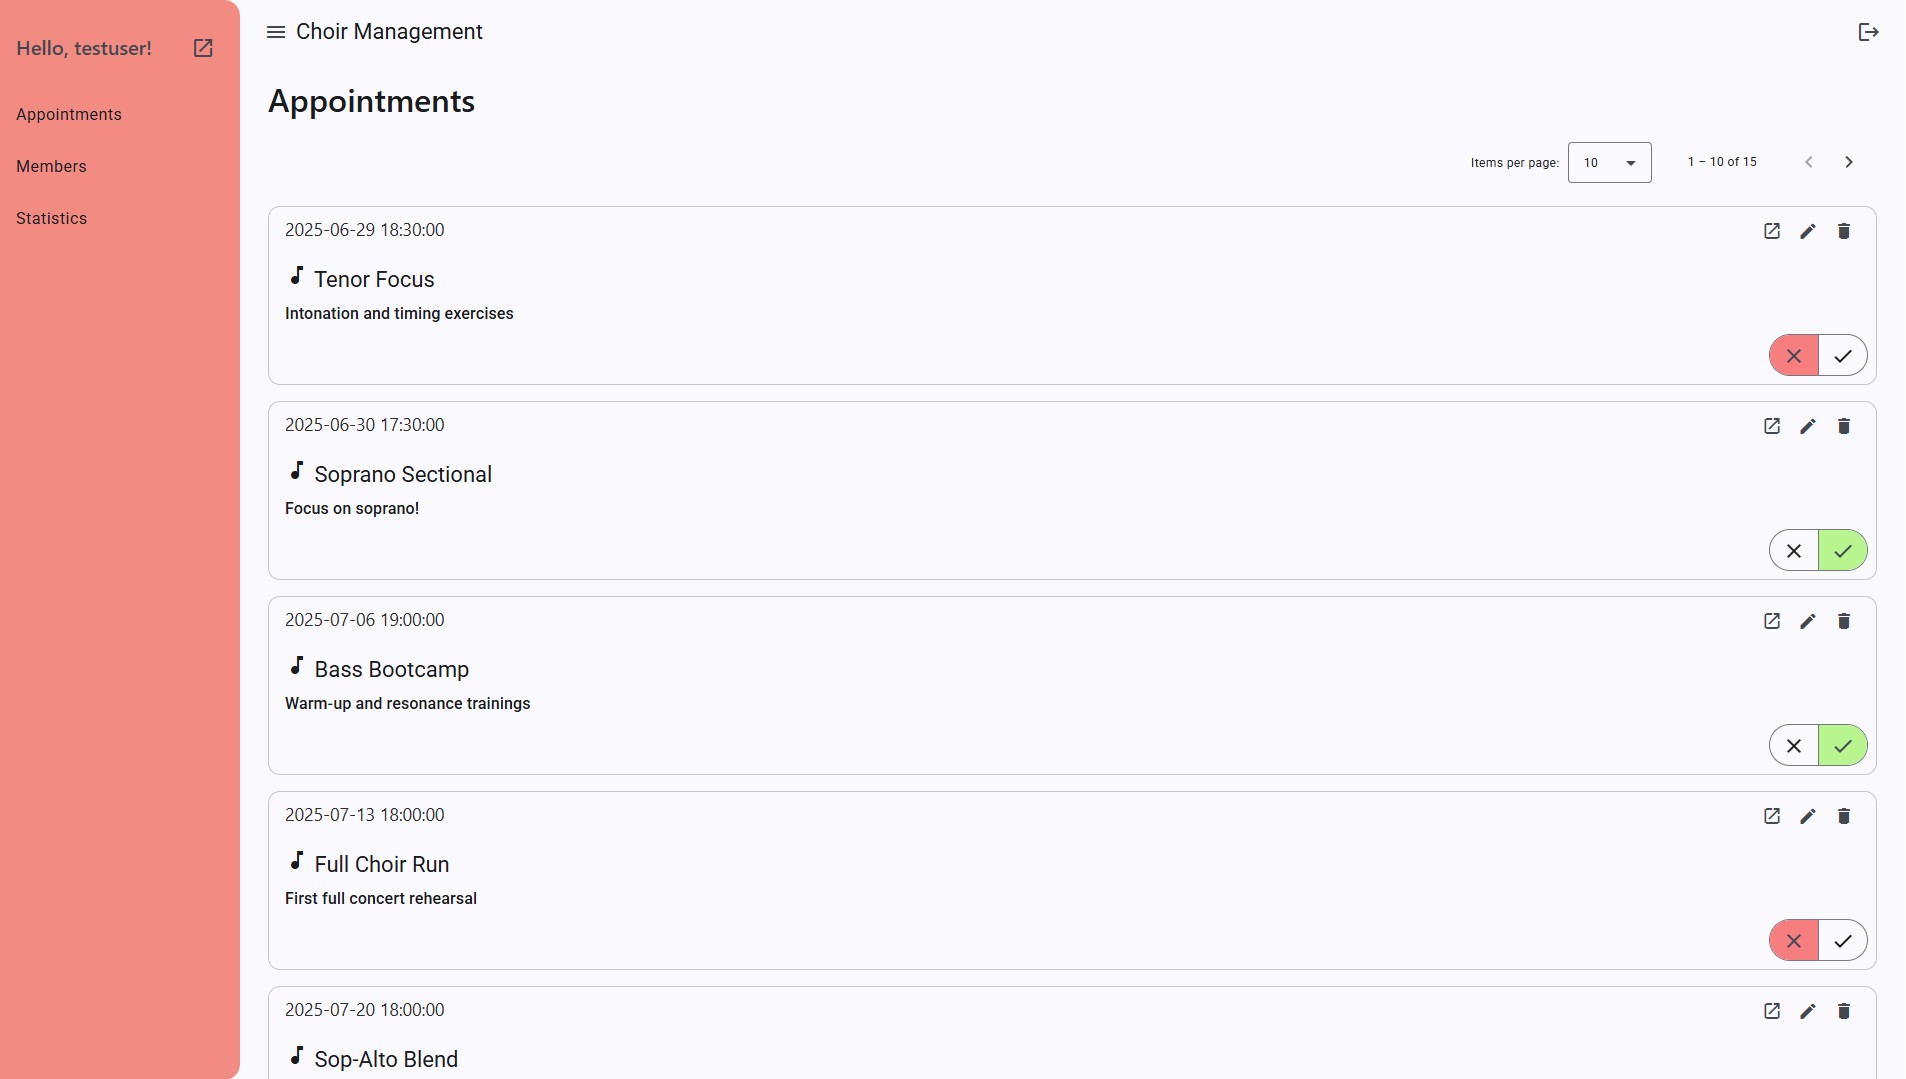 Hello, testuser!
Appointments
Members
Statistics
Choir Management
Appointments
Items per page: 10 1 – 10 of 15
2025-06-29 18:30:00
Tenor Focus
Intonation and timing exercises
2025-06-30 17:30:00
Soprano Sectional
Focus on soprano!
2025-07-06 19:00:00
Bass Bootcamp
Warm-up and resonance trainings
2025-07-13 18:00:00
Full Choir Run
First full concert rehearsal
2025-07-20 18:00:00
Sop-Alto Blend